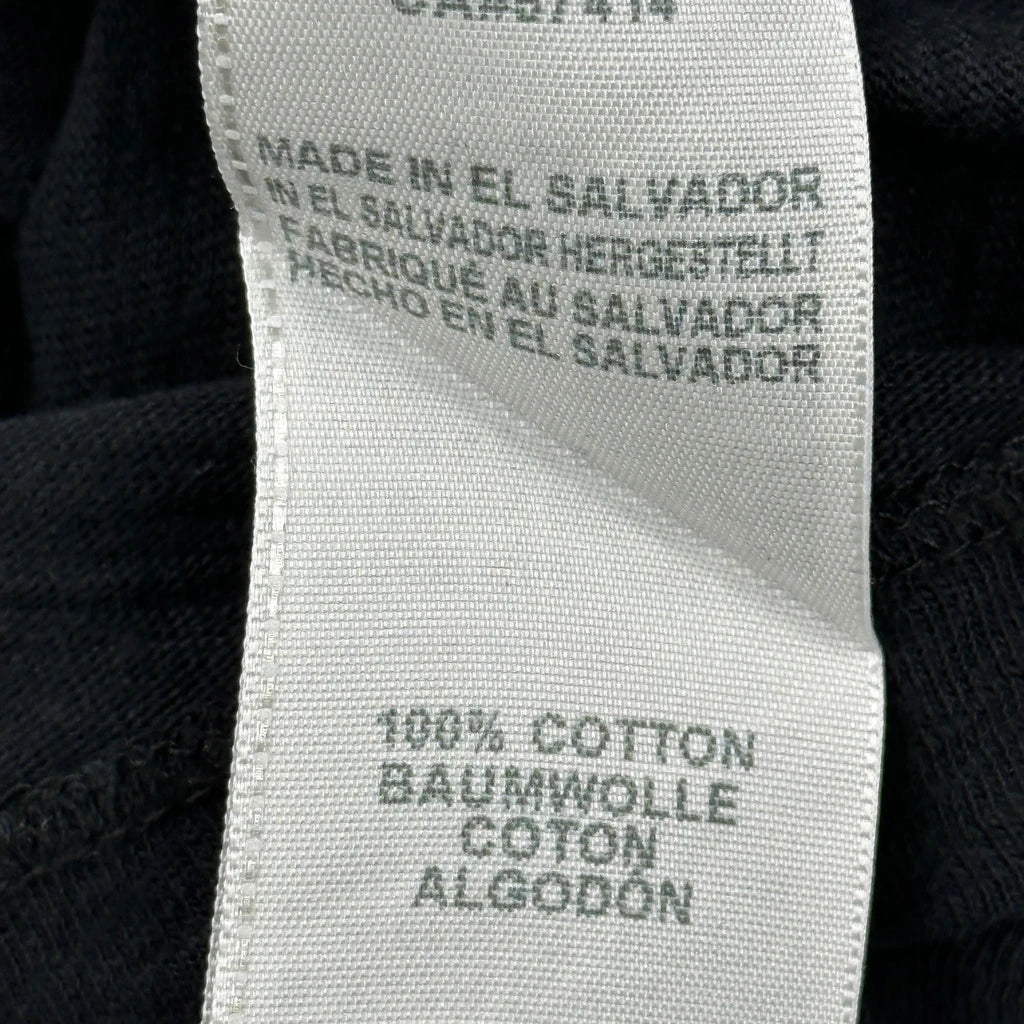 MADE IN EL SALVADOR
IN EL SALVADOR HERGESTELLT
FABRIQUÉ AU SALVADOR
HECHO EN EL SALVADOR
100% COTTON
BAUMWOLLE
COTON
ALGODÓN